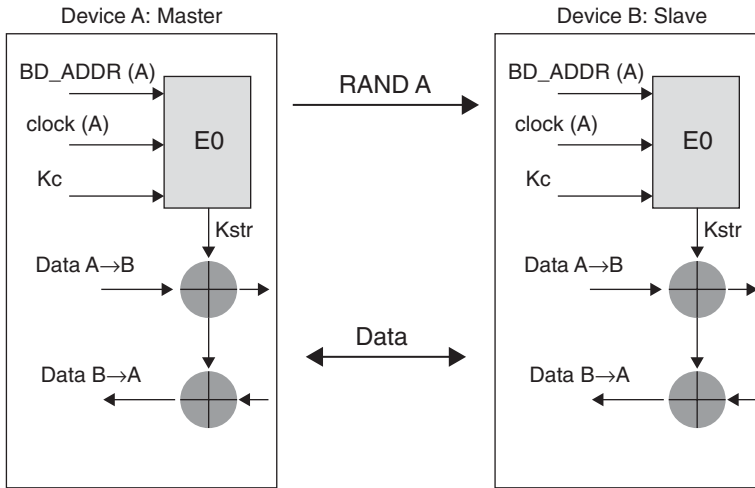 Device A: Master
BD_ADDR (A)
clock (A)
Kc
E0
Kstr
Data A→B
Data B→A
RAND A
Data
Device B: Slave
BD_ADDR (A)
clock (A)
Kc
E0
Kstr
Data A→B
Data B→A